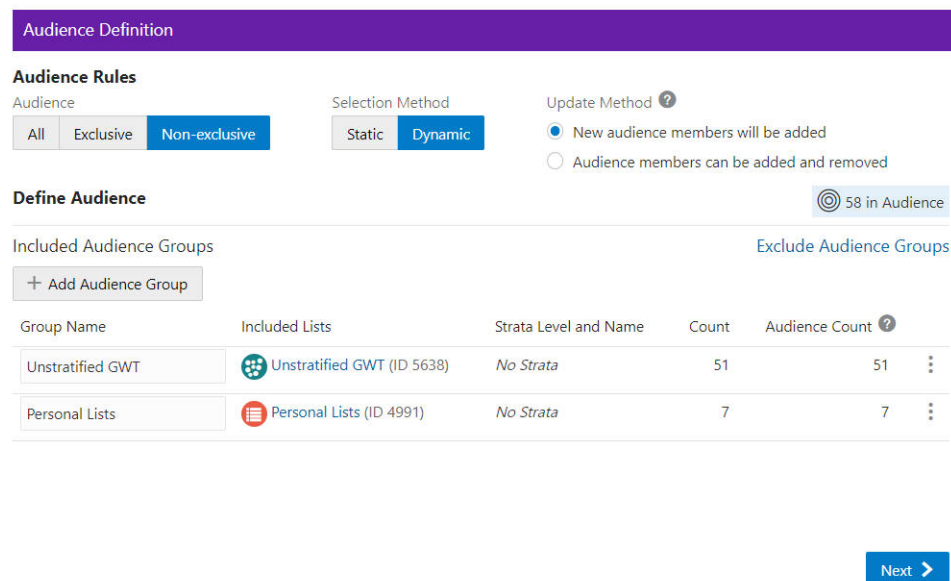 Audience Definition
Audience Rules
Audience Selection Method Update Method ?
All Exclusive Non-exclusive Static Dynamic New audience members will be added
Audience members can be added and removed
Define Audience 58 in Audience
Included Audience Groups Exclude Audience Groups
+ Add Audience Group
Group Name Included Lists Strata Level and Name Count Audience Count ?
Unstratified GWT Unstratified GWT (ID 5638) No Strata 51 51
Personal Lists Personal Lists (ID 4991) No Strata 7 7
Next